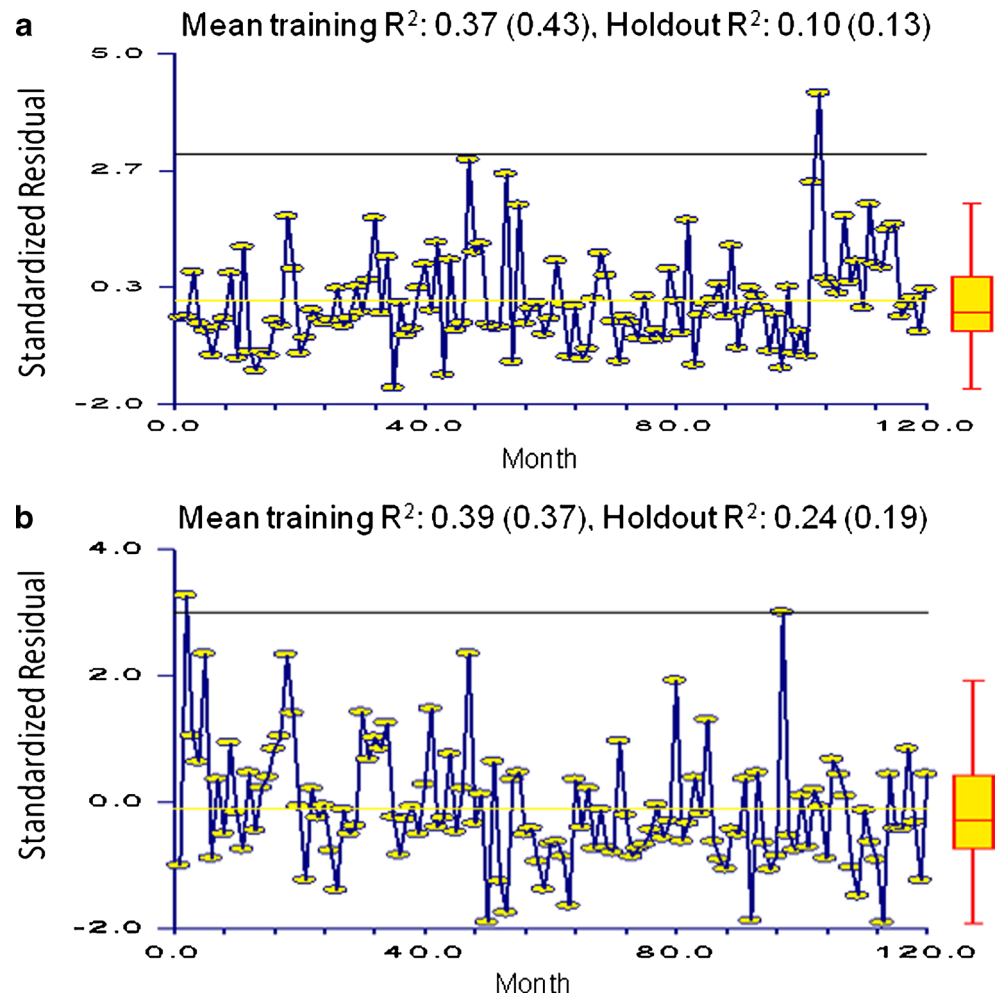 a
Mean training R²: 0.37 (0.43), Holdout R²: 0.10 (0.13)
5.0
2.7
0.3
-2.0
Standardized Residual
0.0 40.0 80.0 120.0
Month
b
Mean training R²: 0.39 (0.37), Holdout R²: 0.24 (0.19)
4.0
2.0
0.0
-2.0
Standardized Residual
0.0 40.0 80.0 120.0
Month